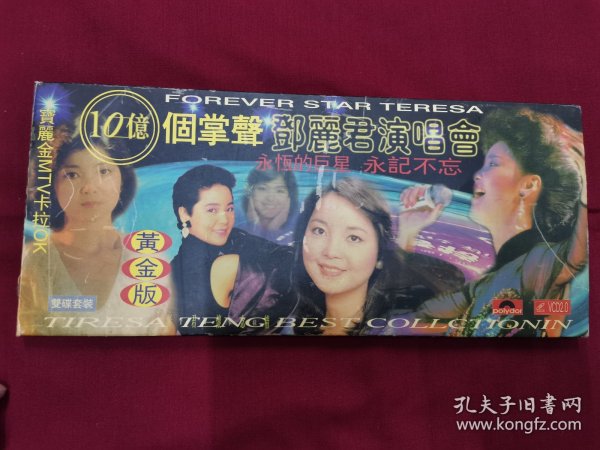 FOREVER STAR TERESA
10億個掌聲 鄧麗君演唱會
永恆的巨星 永記不忘
寶麗金MTV卡拉OK
黃金版
雙碟套裝
polydor
VCD2.0
TIRESA TENG BEST COLLCTIONIN
孔夫子旧书网
www.kongfz.com